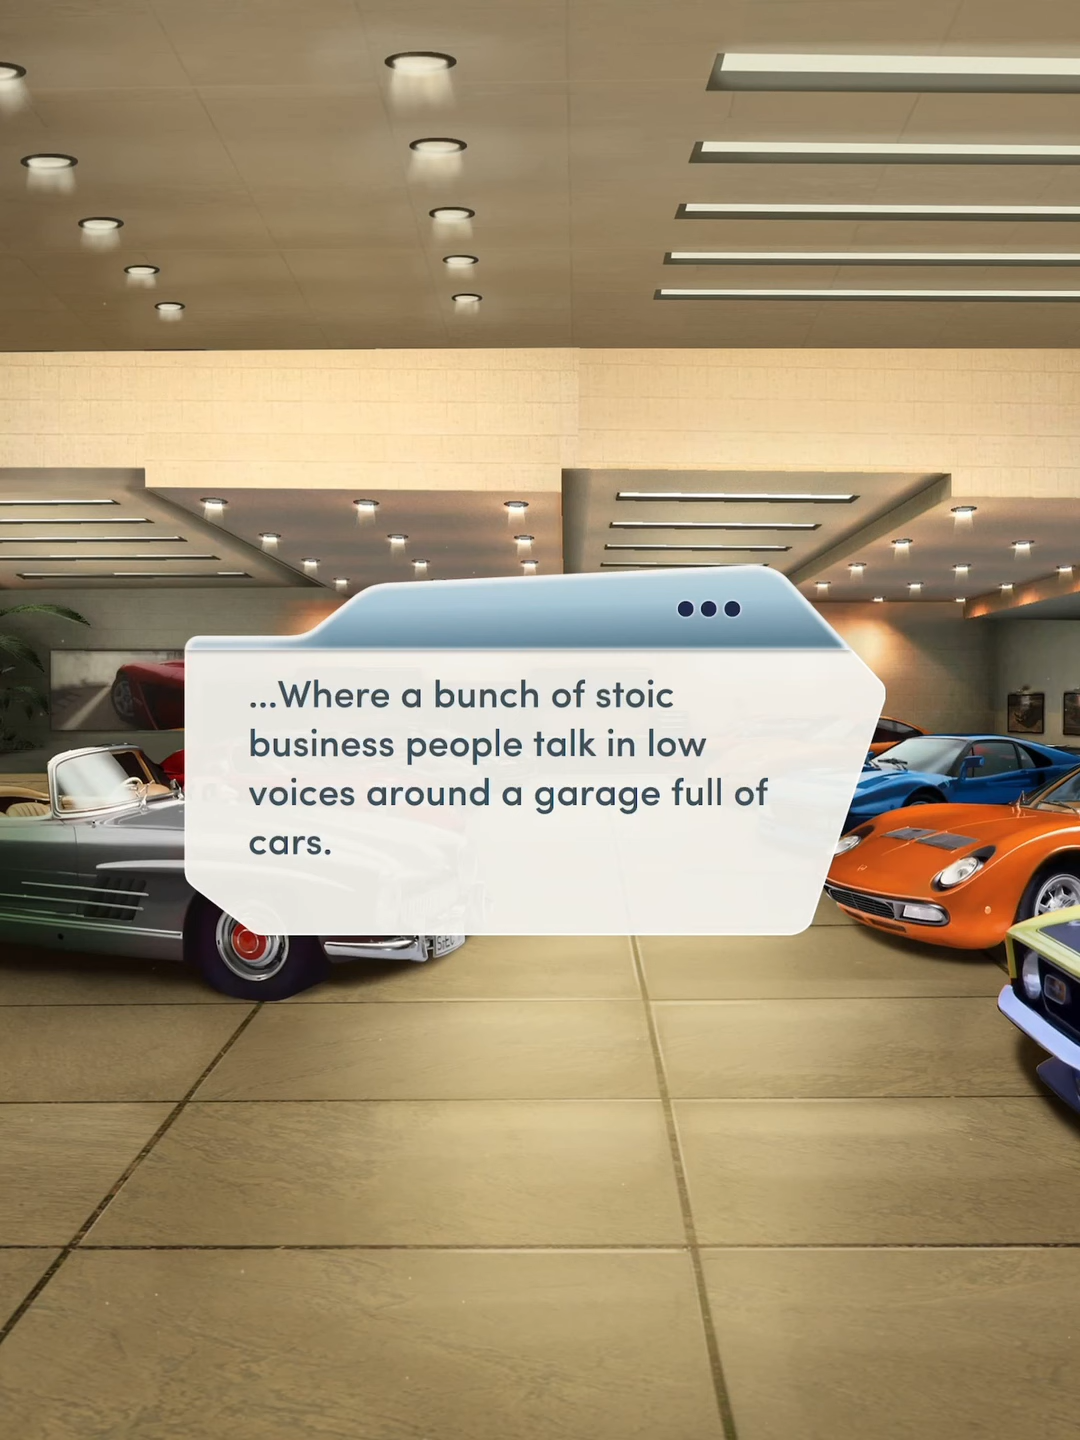 ...Where a bunch of stoic
business people talk in low
voices around a garage full of
cars.